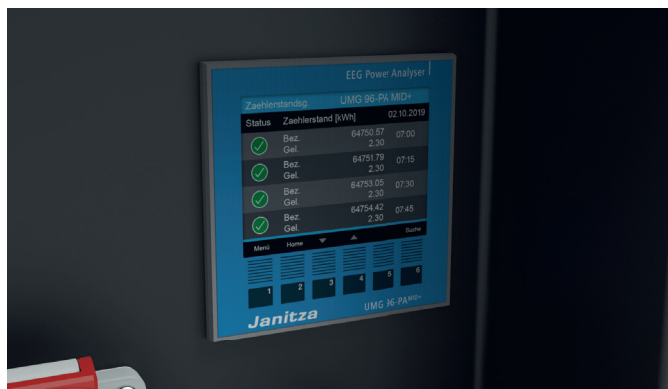 EEG Power Analyser
Zaehlerstandsg. UMG 96-PA MID+
Status Zaehlerstand [kWh] 02.10.2019
Bez. 64750.57 07:00
Gel. 2.30
Bez. 64751.79 07:15
Gel. 2.30
Bez. 64753.05 07:30
Gel. 2.30
Bez. 64754.42 07:45
Gel. 2.30
Menü Home Suche
1 2 3 4 5 6
Janitza UMG 96-PA MID+